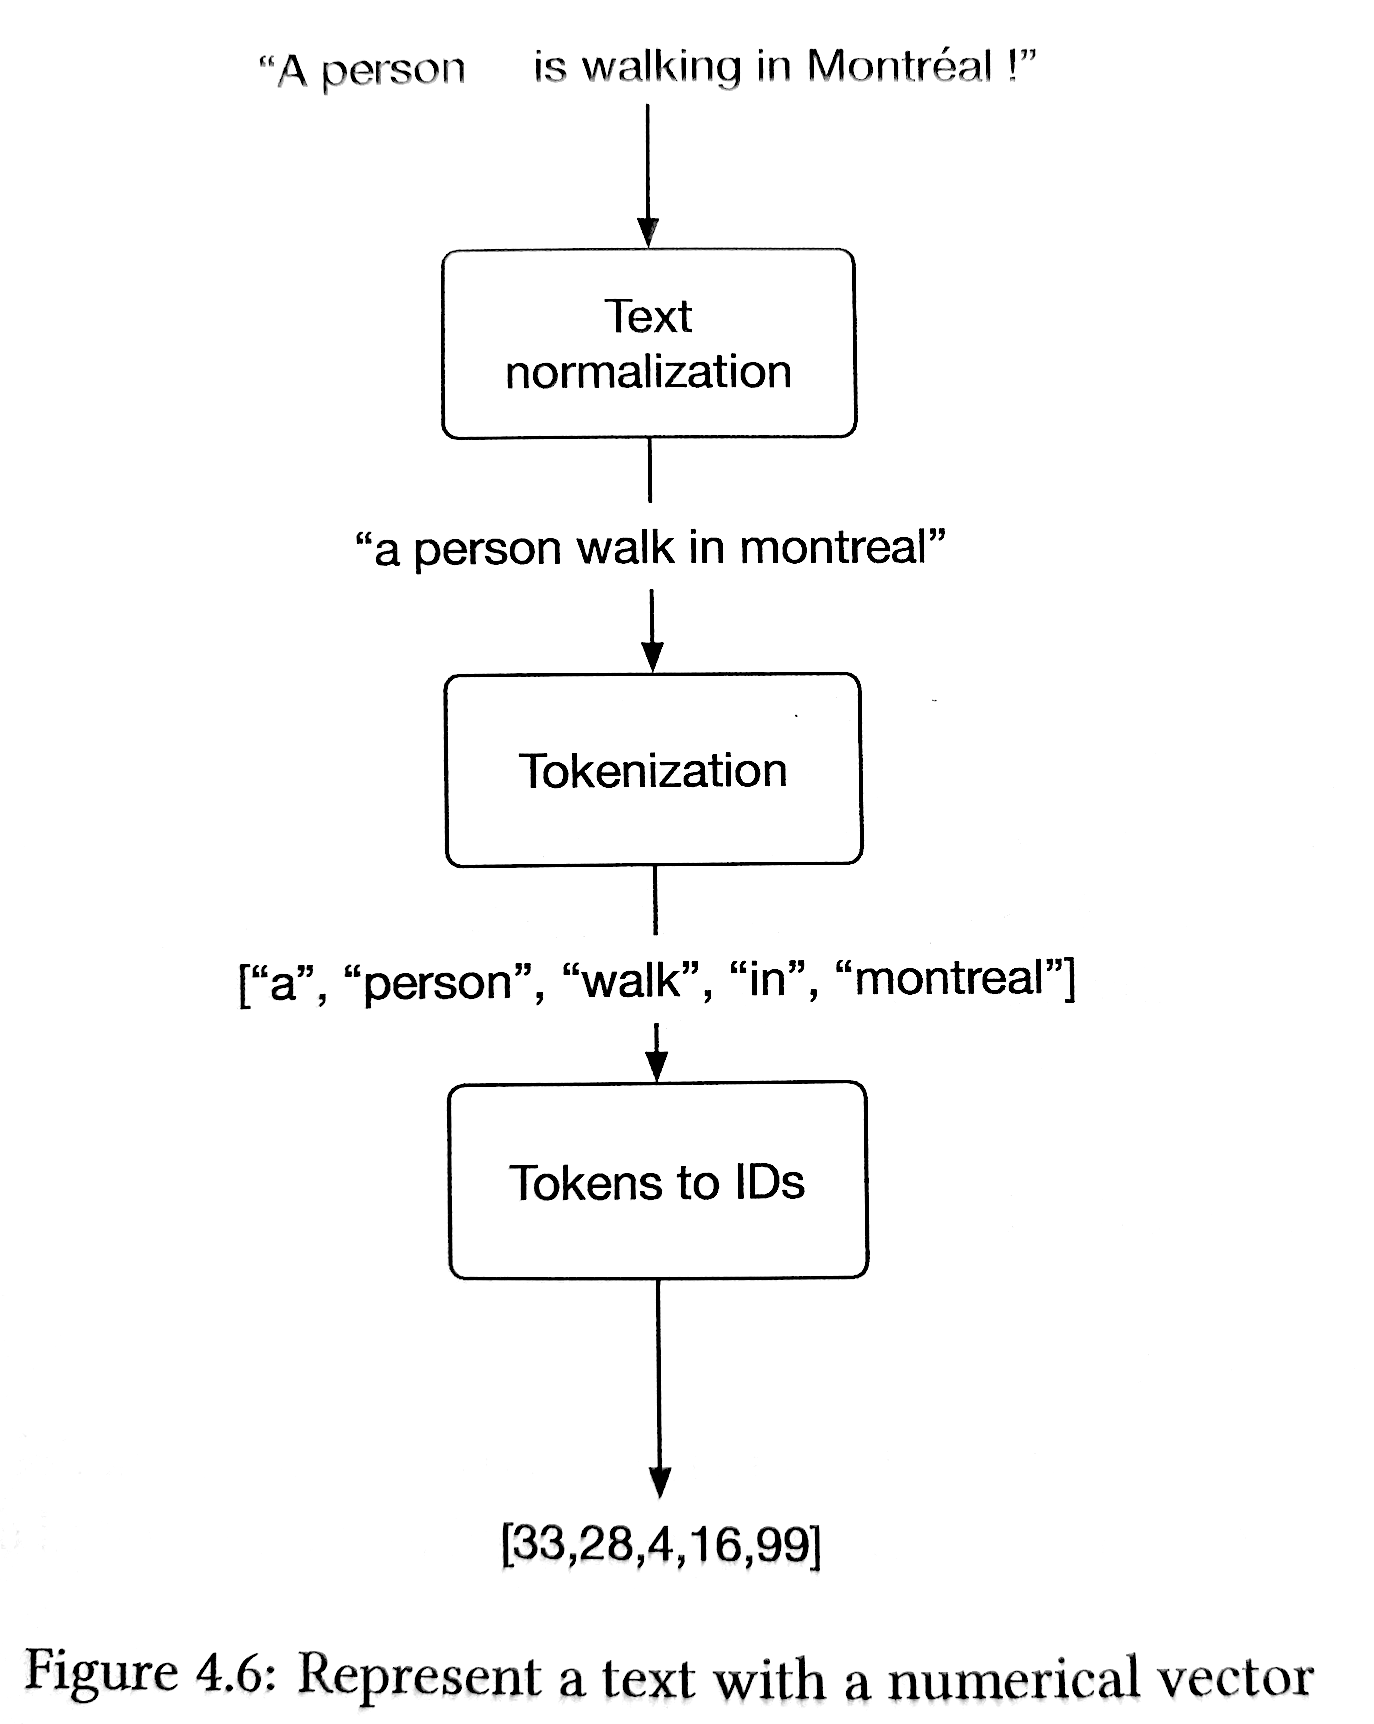 “A person is walking in Montréal !”
Text
normalization
“a person walk in montreal”
Tokenization
[“a”, “person”, “walk”, “in”, “montreal”]
Tokens to IDs
[33,28,4,16,99]
Figure 4.6: Represent a text with a numerical vector